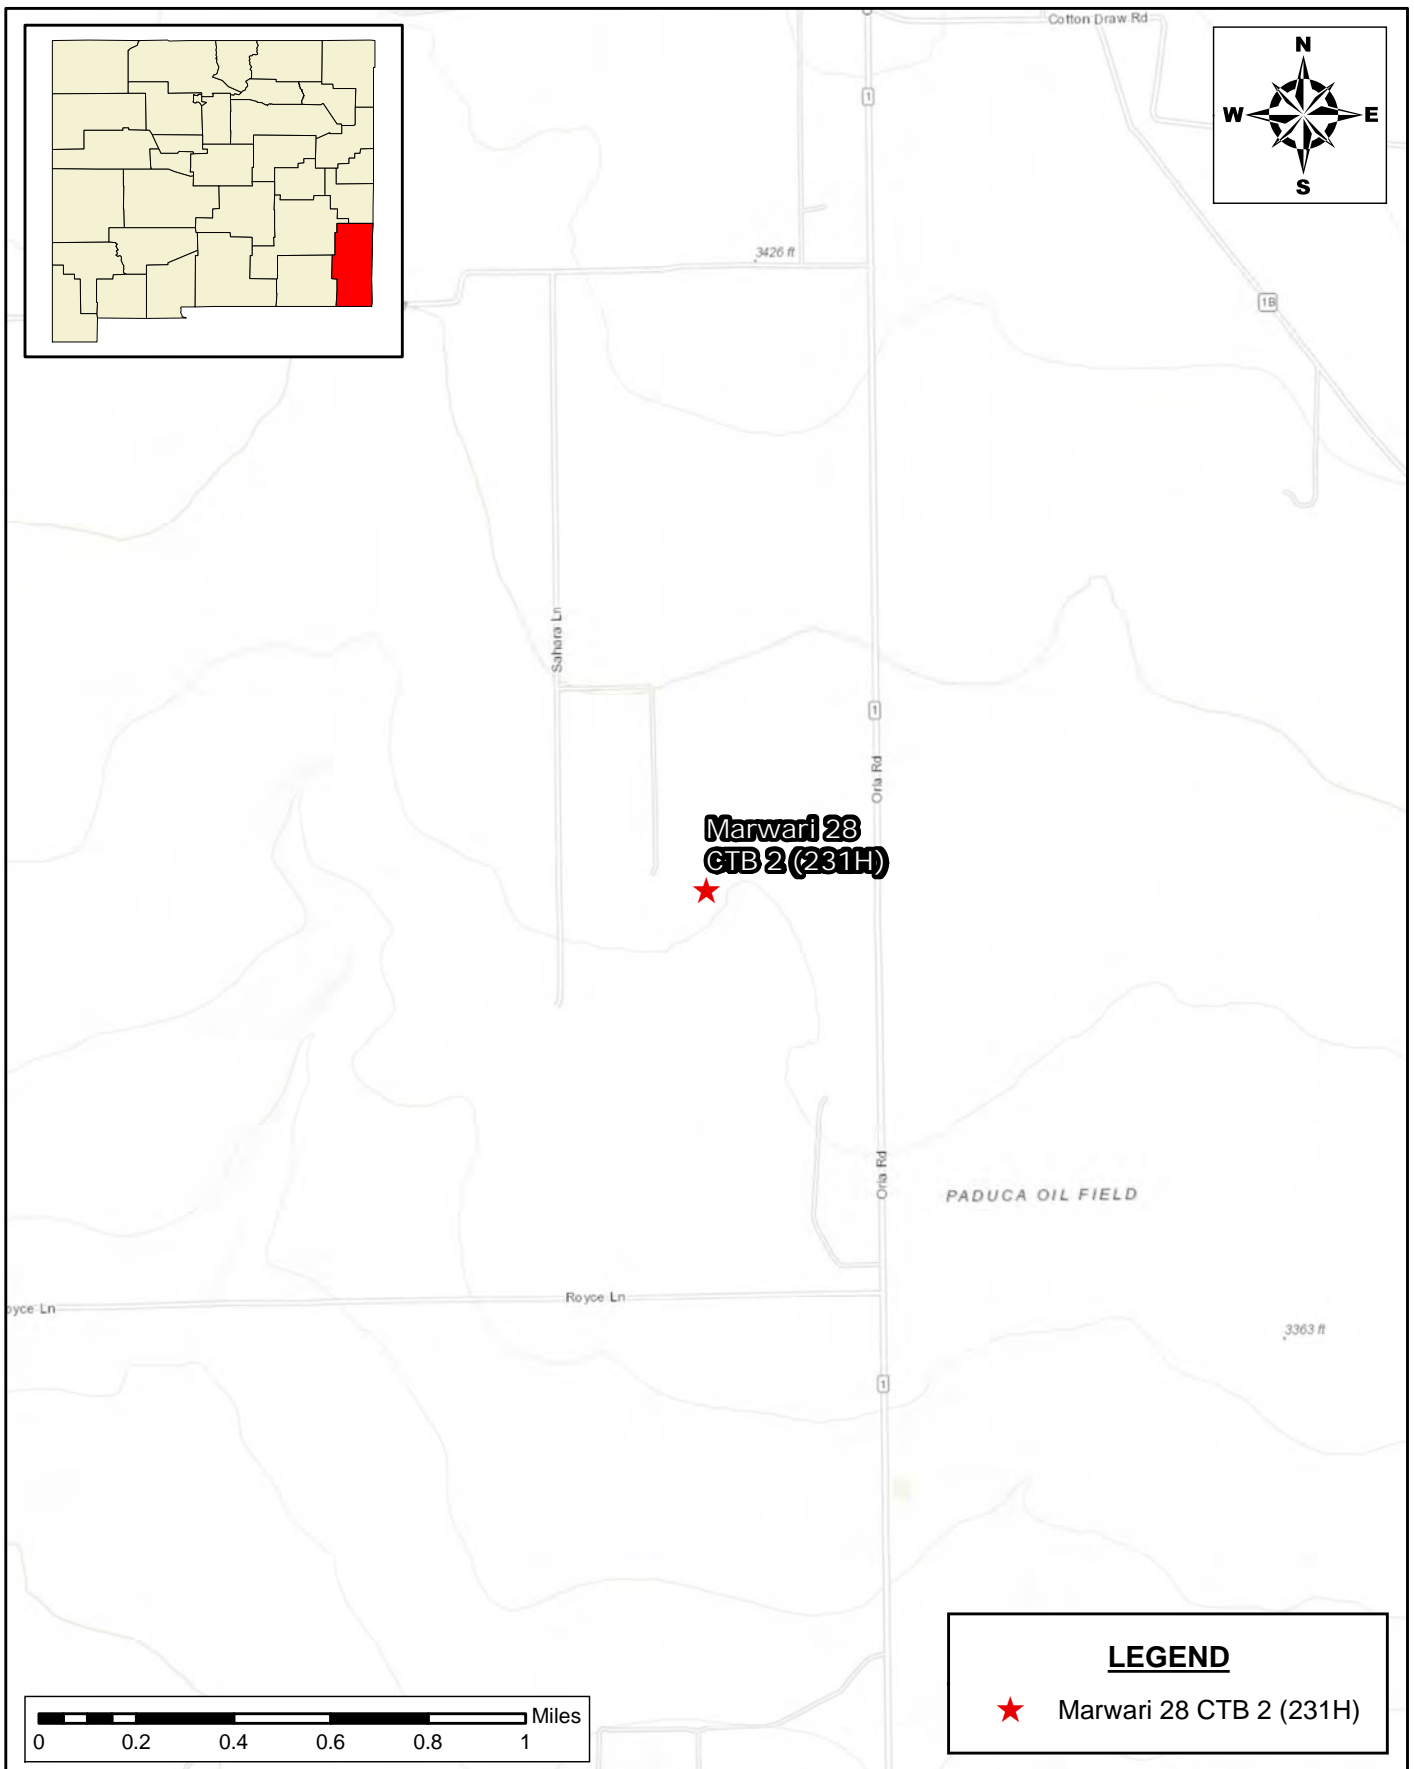 Cotton Draw Rd
N
W
E
S
1
3426 ft
1B
Sahara Ln
1
Orla Rd
Marwari 28
CTB 2 (231H)
Orla Rd
PADUCA OIL FIELD
oyce Ln
Royce Ln
3363 ft
1
LEGEND
Marwari 28 CTB 2 (231H)
Miles
0 0.2 0.4 0.6 0.8 1